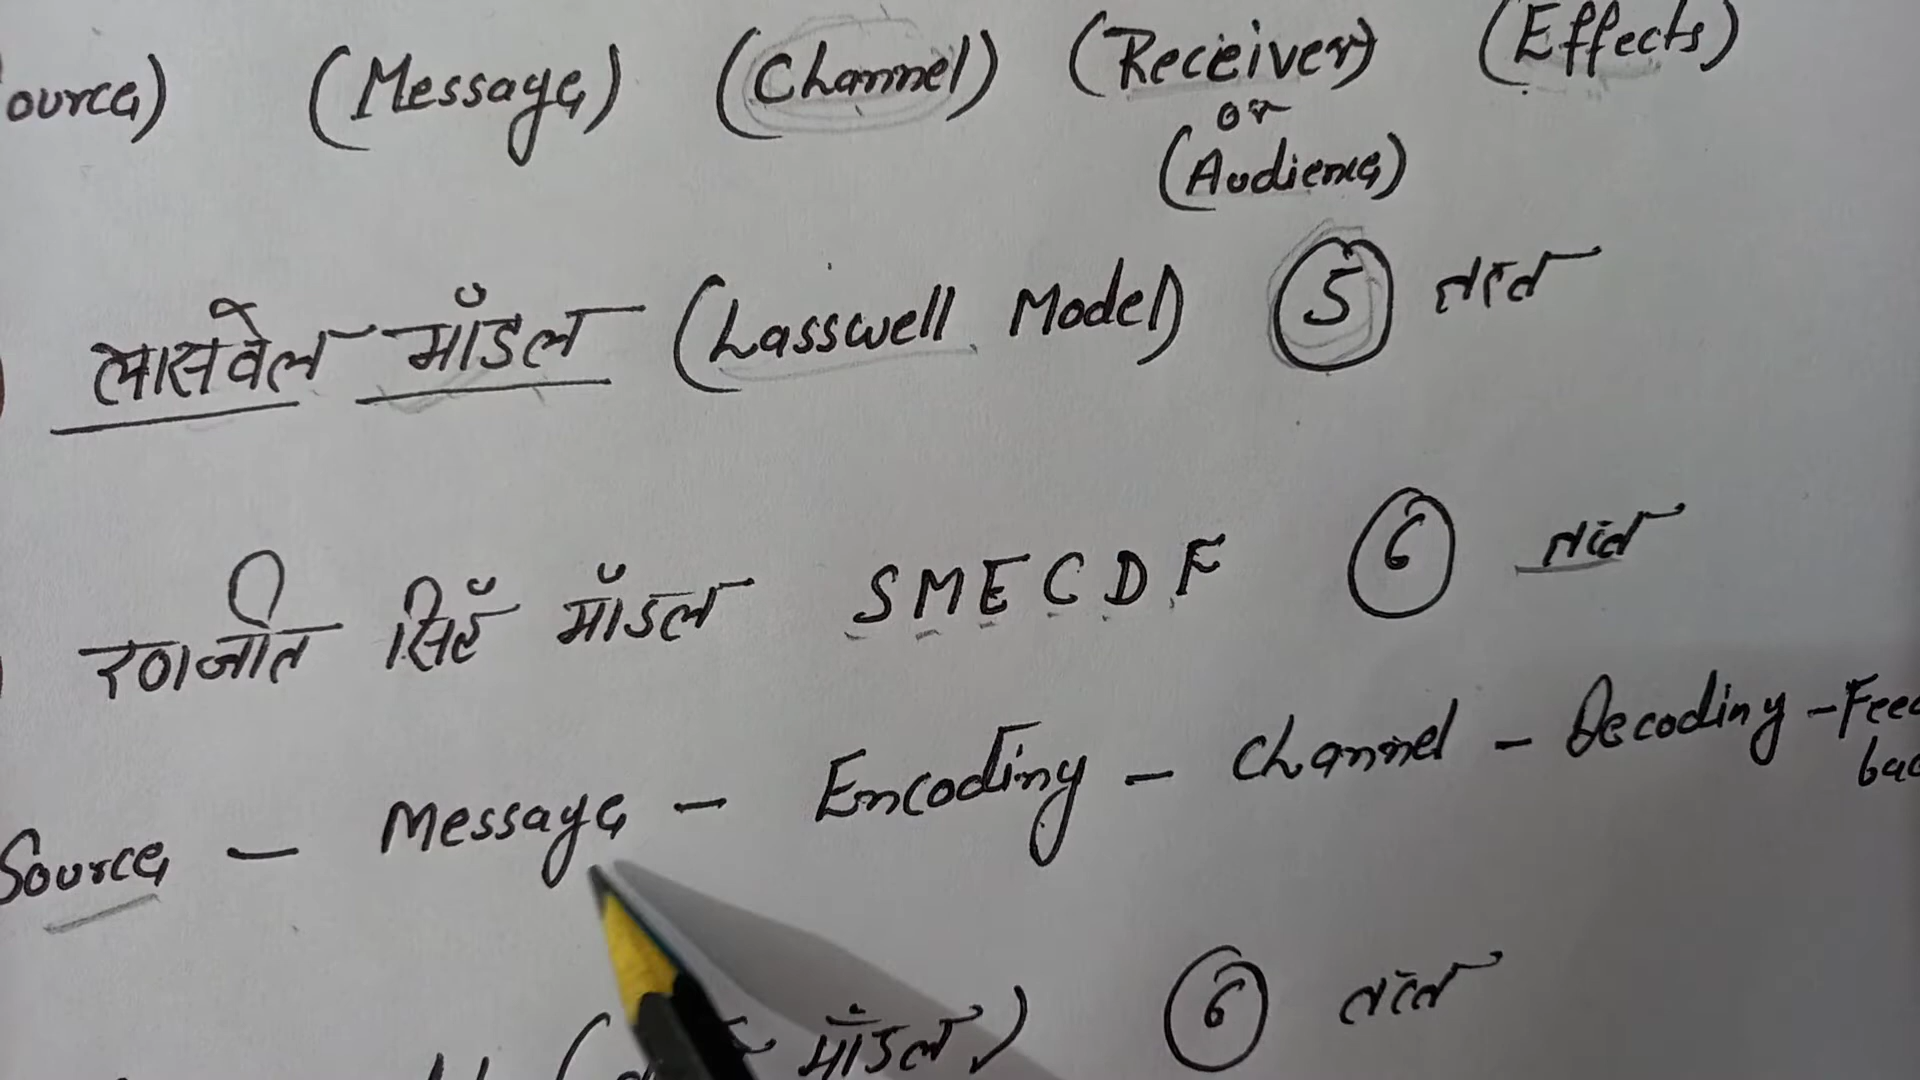 ource) (Message) (Channel) (Receiver) (Effects)
or
(Audience)
लासवेल मॉडल (Lasswell Model) 5 तत्व
रणजीत सिंह मॉडल S M E C D F 6 तत्व
Source - Message - Encoding - Channel - Decoding - Feed
bac
मॉडल) 6 तत्व